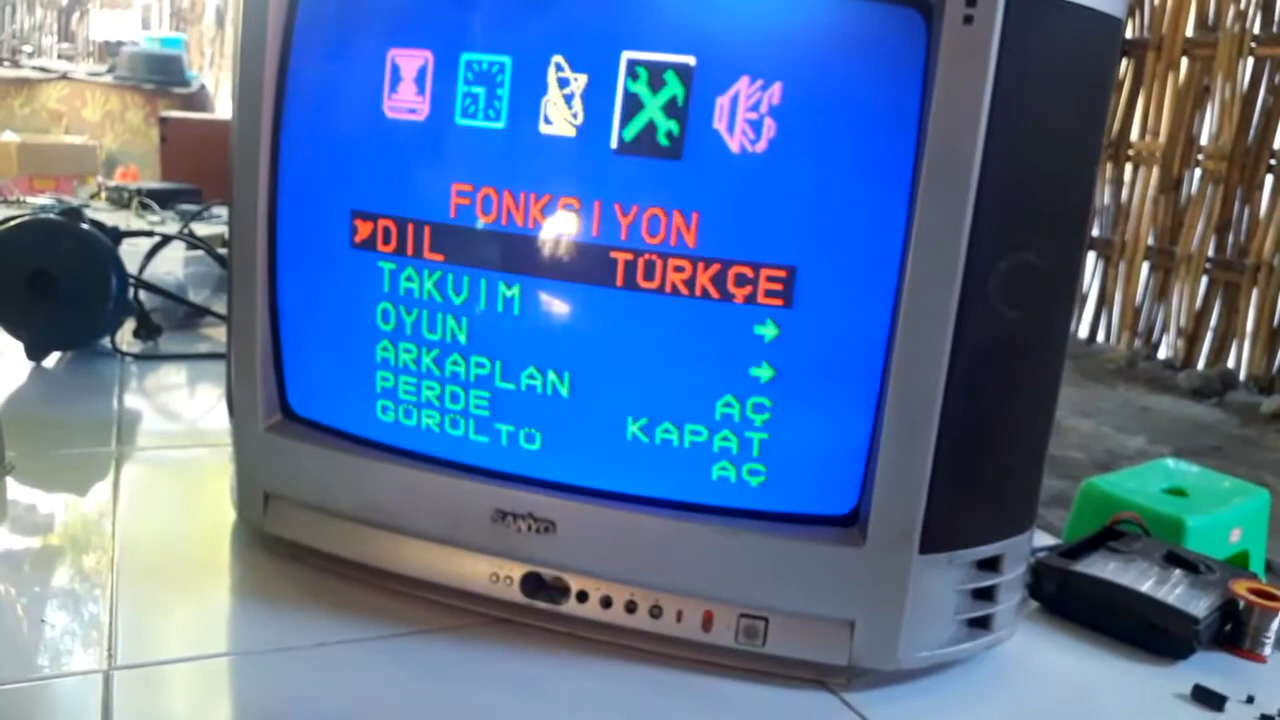 FONKSIYON
DIL TÜRKÇE
TAKVIM →
OYUN →
ARKAPLAN AÇ
PERDE KAPAT
GÜRÜLTÜ AÇ
SANYO